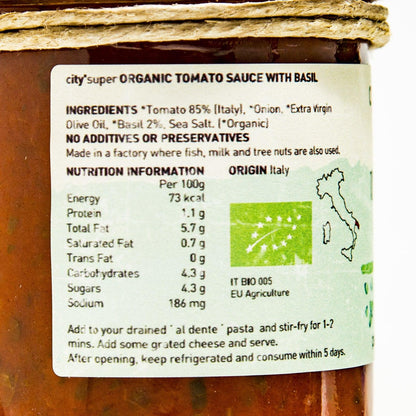 city'super ORGANIC TOMATO SAUCE WITH BASIL
INGREDIENTS *Tomato 85% (Italy), *Onion, *Extra Virgin
Olive Oil, *Basil 2%, Sea Salt. (*Organic)
NO ADDITIVES OR PRESERVATIVES
Made in a factory where fish, milk and tree nuts are also used.
NUTRITION INFORMATION
Per 100g
Energy 73 kcal
Protein 1.1 g
Total Fat 5.7 g
Saturated Fat 0.7 g
Trans Fat 0 g
Carbohydrates 4.3 g
Sugars 4.3 g
Sodium 186 mg
ORIGIN Italy
IT BIO 005
EU Agriculture
Add to your drained ' al dente ' pasta and stir-fry for 1-2
mins. Add some grated cheese and serve.
After opening, keep refrigerated and consume within 5 days.